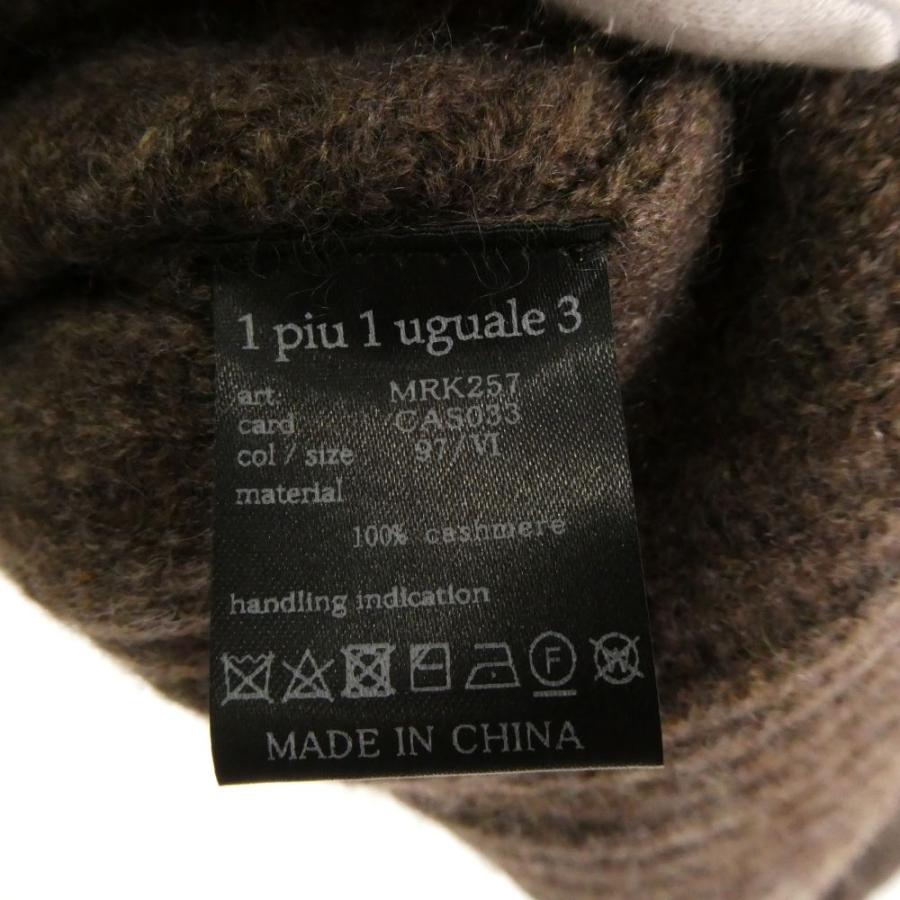 1 piu 1 uguale 3
art. MRK257
card CAS033
col / size 97/VI
material
100% cashmere
handling indication
F W
MADE IN CHINA